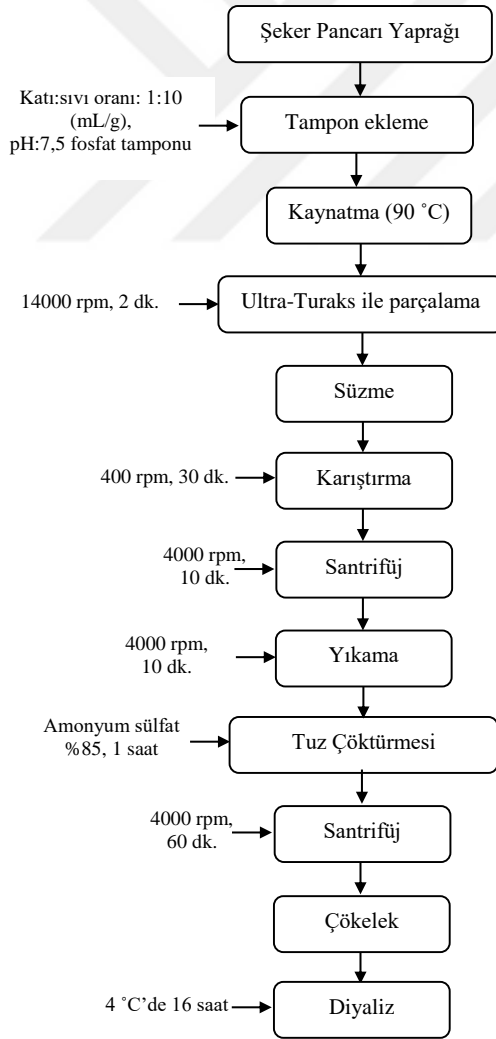 Şeker Pancarı Yaprağı
Katı:sıvı oranı: 1:10
(mL/g),
pH:7,5 fosfat tamponu
Tampon ekleme
Kaynatma (90 ˚C)
14000 rpm, 2 dk.
Ultra-Turaks ile parçalama
Süzme
400 rpm, 30 dk.
Karıştırma
4000 rpm,
10 dk.
Santrifüj
4000 rpm,
10 dk.
Yıkama
Amonyum sülfat
%85, 1 saat
Tuz Çöktürmesi
4000 rpm,
60 dk.
Santrifüj
Çökelek
4 ˚C’de 16 saat
Diyaliz